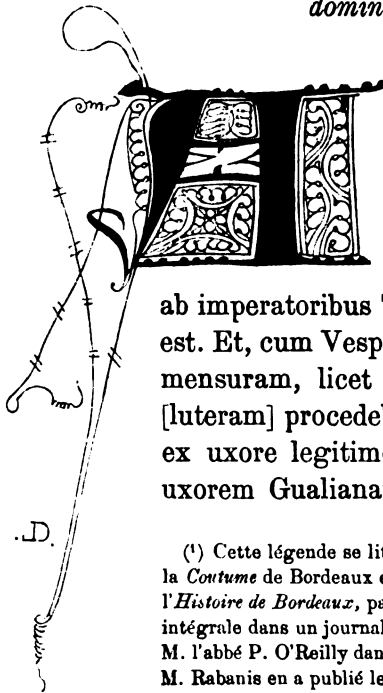 domin
A
ab imperatoribus
est. Et, cum Vesp
mensuram, licet
[luteram] procede
ex uxore legitim
uxorem Gualiana
.D.
(¹) Cette légende se lit
la Coutume de Bordeaux e
l'Histoire de Bordeaux, pa
intégrale dans un journal
M. l'abbé P. O'Reilly dan
M. Rabanis en a publié le